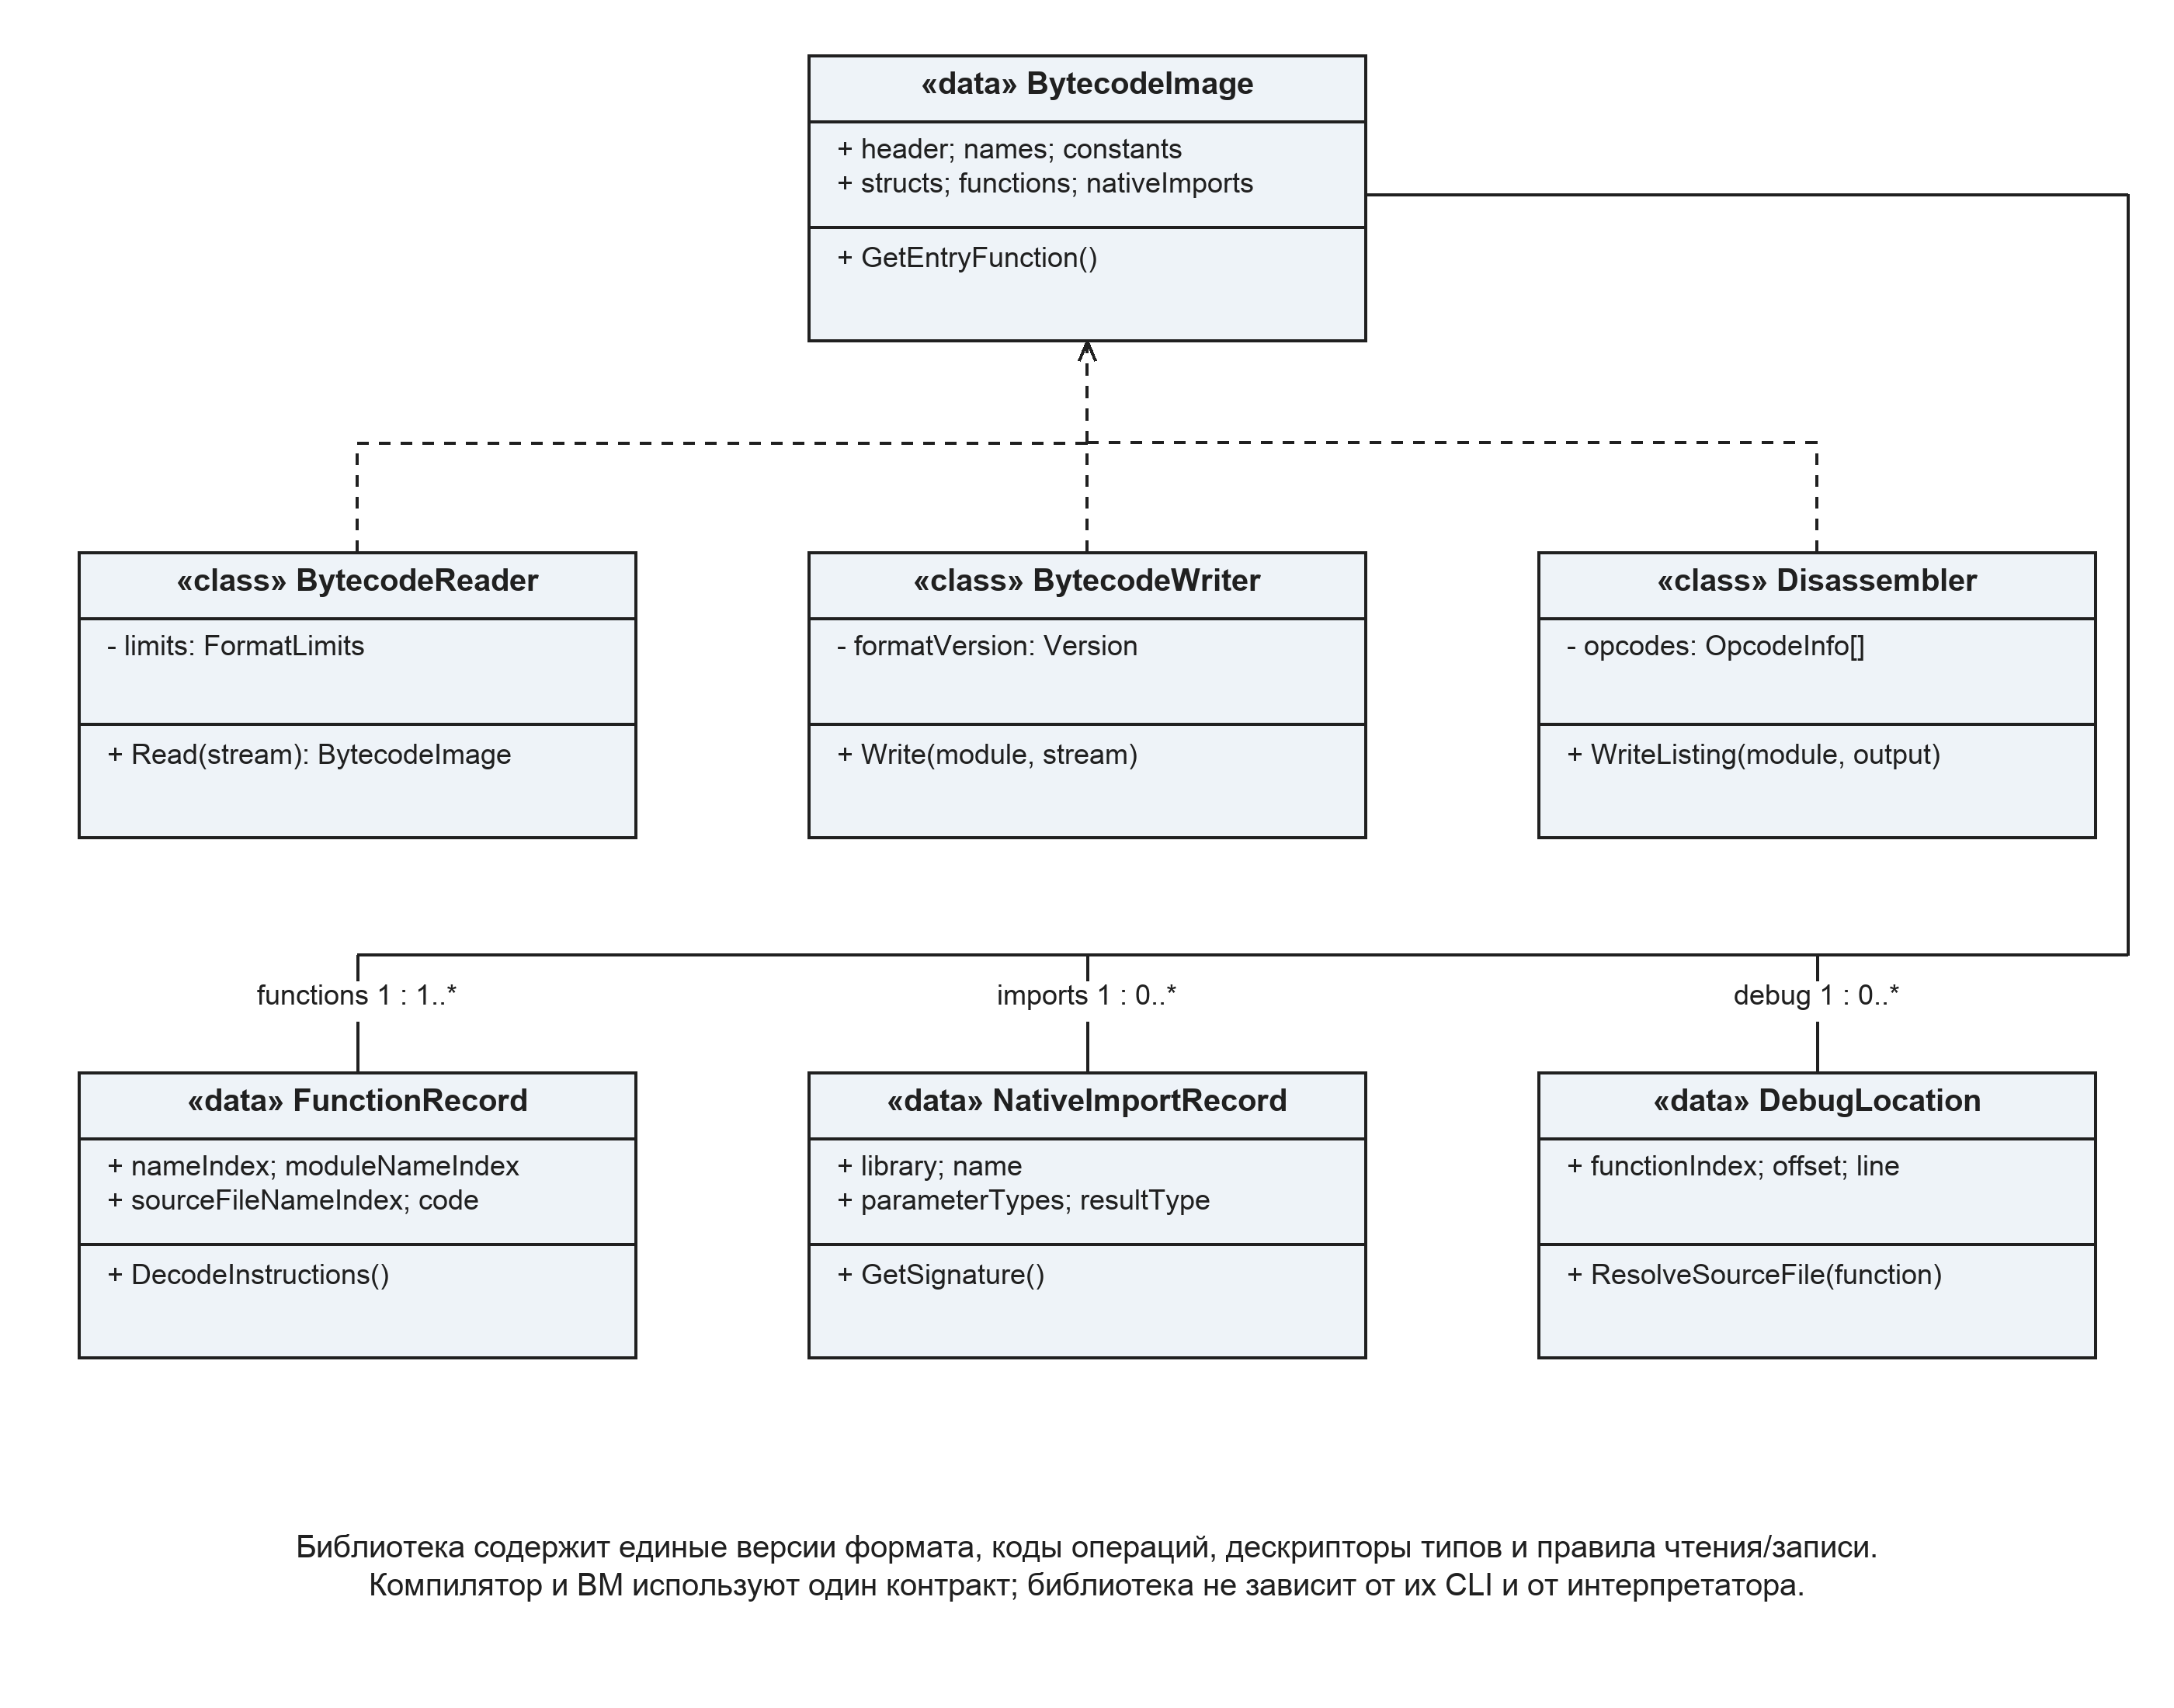 «data» BytecodeImage
+ header; names; constants
+ structs; functions; nativeImports
+ GetEntryFunction()
«class» BytecodeReader
- limits: FormatLimits
+ Read(stream): BytecodeImage
«class» BytecodeWriter
- formatVersion: Version
+ Write(module, stream)
«class» Disassembler
- opcodes: OpcodeInfo[]
+ WriteListing(module, output)
functions 1 : 1..*
imports 1 : 0..*
debug 1 : 0..*
«data» FunctionRecord
+ nameIndex; moduleNameIndex
+ sourceFileNameIndex; code
+ DecodeInstructions()
«data» NativeImportRecord
+ library; name
+ parameterTypes; resultType
+ GetSignature()
«data» DebugLocation
+ functionIndex; offset; line
+ ResolveSourceFile(function)
Библиотека содержит единые версии формата, коды операций, дескрипторы типов и правила чтения/записи.
Компилятор и ВМ используют один контракт; библиотека не зависит от их CLI и от интерпретатора.